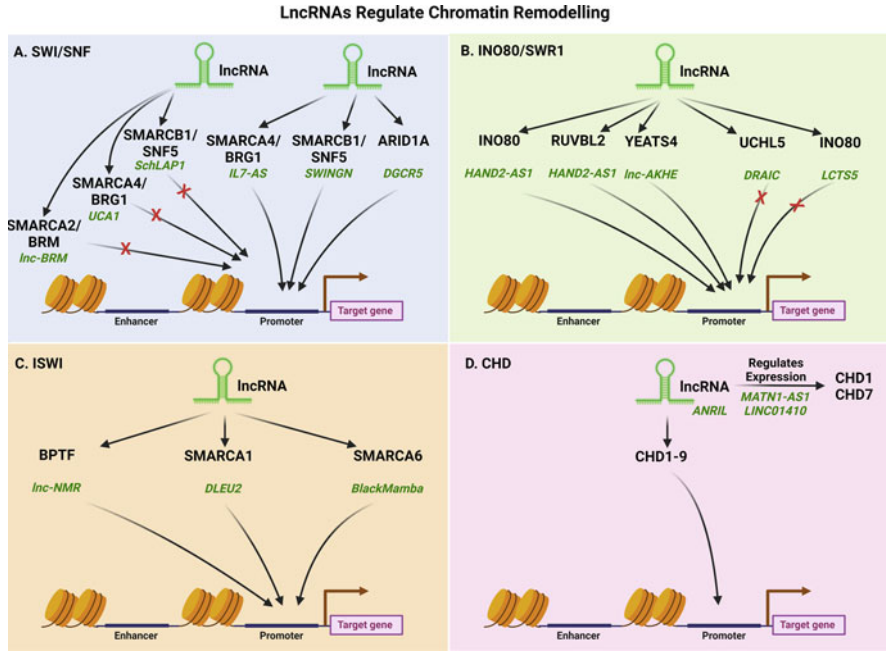 LncRNAs Regulate Chromatin Remodelling
A. SWI/SNF
lncRNA
lncRNA
SMARCB1/
SNF5
SchLAP1
X
SMARCA4/
BRG1
UCA1
X
SMARCA2/
BRM
lnc-BRM
X
SMARCA4/
BRG1
IL7-AS
SMARCB1/
SNF5
SWINGN
ARID1A
DGCR5
Enhancer
Promoter
Target gene
B. INO80/SWR1
lncRNA
INO80
RUVBL2
YEATS4
UCHL5
INO80
HAND2-AS1
HAND2-AS1
lnc-AKHE
DRAIC
LCTS5
X
X
Enhancer
Promoter
Target gene
C. ISWI
lncRNA
BPTF
SMARCA1
SMARCA6
lnc-NMR
DLEU2
BlackMamba
Enhancer
Promoter
Target gene
D. CHD
lncRNA
ANRIL
Regulates
Expression
MATN1-AS1
LINC01410
CHD1
CHD7
CHD1-9
Enhancer
Promoter
Target gene